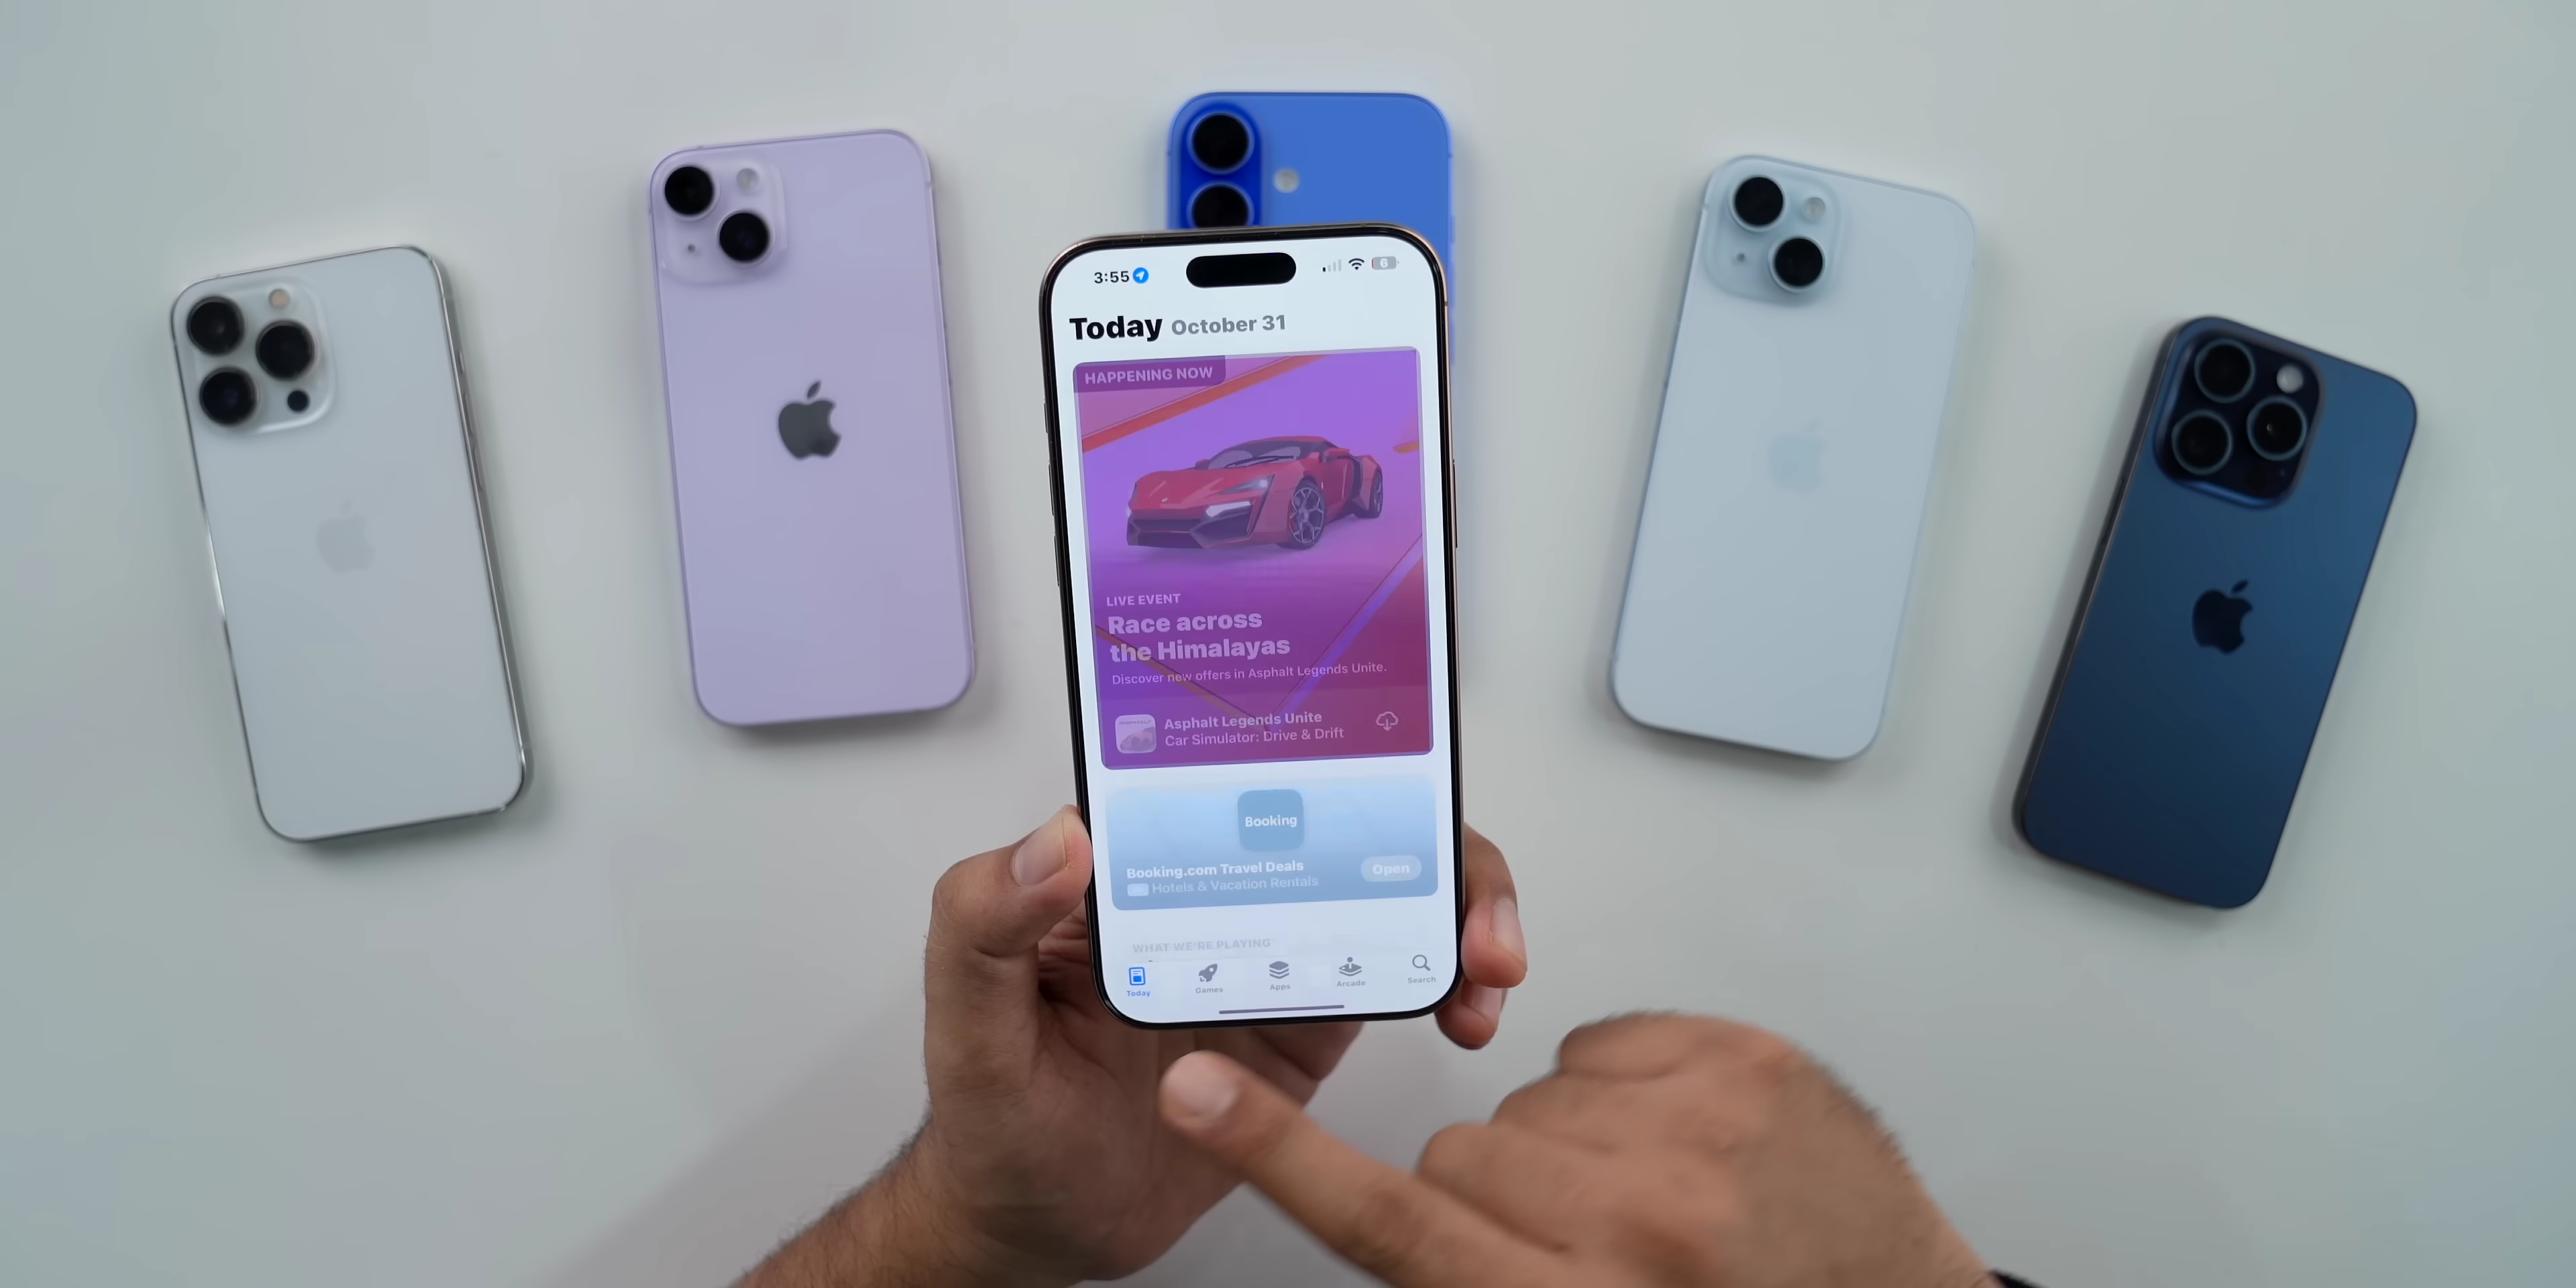 3:55
6
Today October 31
HAPPENING NOW
LIVE EVENT
Race across
the Himalayas
Discover new offers in Asphalt Legends Unite.
Asphalt Legends Unite
Car Simulator: Drive & Drift
Booking
Booking.com Travel Deals
Hotels & Vacation Rentals
Open
WHAT WE'RE PLAYING
Today
Games
Apps
Arcade
Search